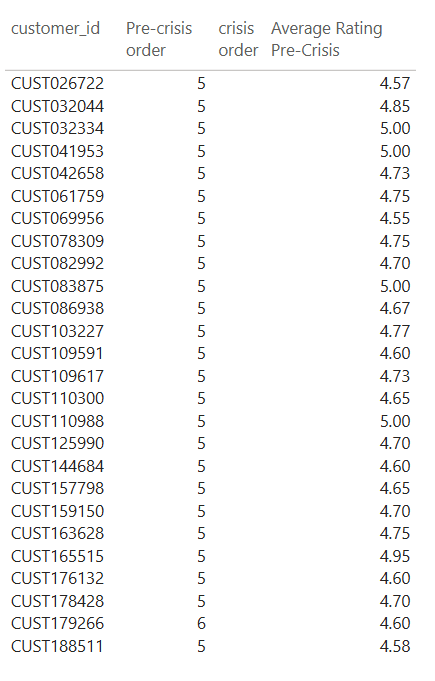 customer_id Pre-crisis order crisis order Average Rating Pre-Crisis
CUST026722 5 4.57
CUST032044 5 4.85
CUST032334 5 5.00
CUST041953 5 5.00
CUST042658 5 4.73
CUST061759 5 4.75
CUST069956 5 4.55
CUST078309 5 4.75
CUST082992 5 4.70
CUST083875 5 5.00
CUST086938 5 4.67
CUST103227 5 4.77
CUST109591 5 4.60
CUST109617 5 4.73
CUST110300 5 4.65
CUST110988 5 5.00
CUST125990 5 4.70
CUST144684 5 4.60
CUST157798 5 4.65
CUST159150 5 4.70
CUST163628 5 4.75
CUST165515 5 4.95
CUST176132 5 4.60
CUST178428 5 4.70
CUST179266 6 4.60
CUST188511 5 4.58